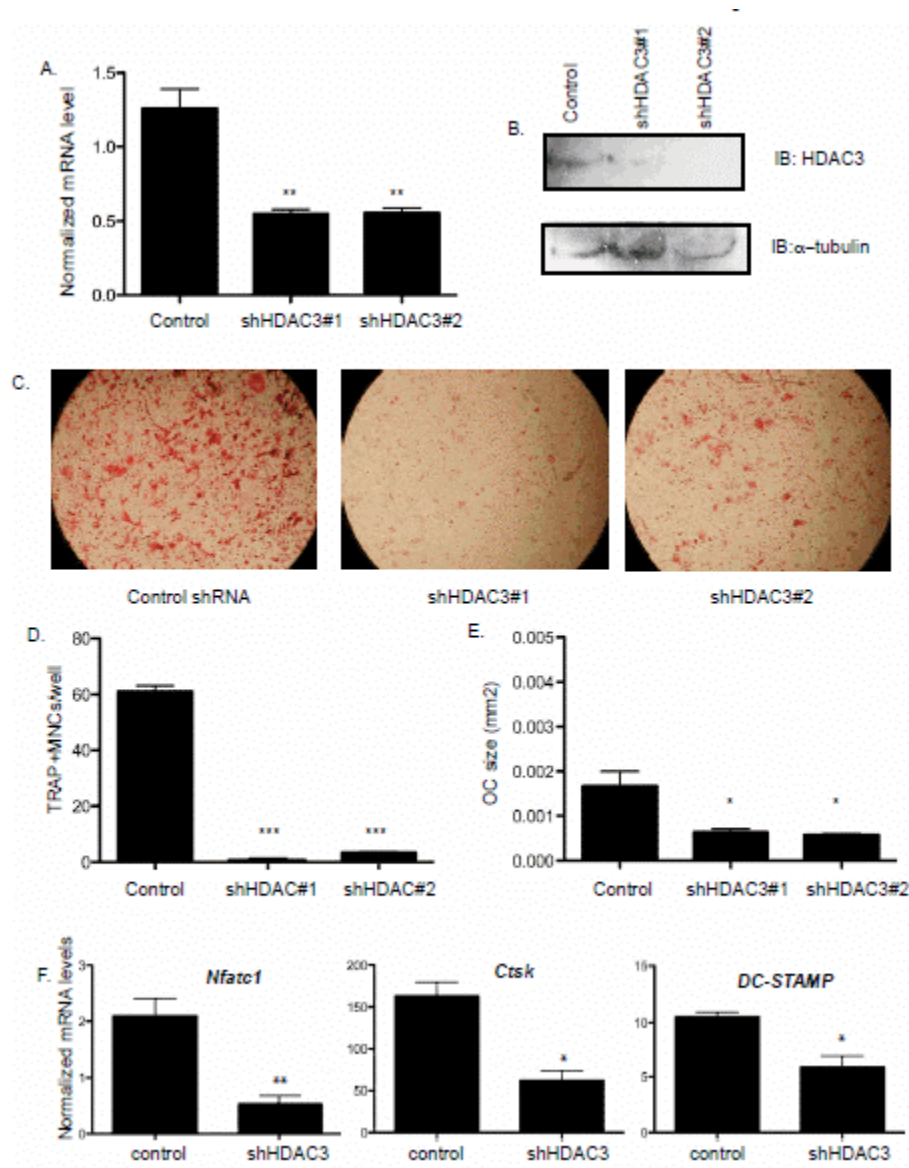 A.
Normalized mRNA level
1.5
1.0
0.5
0.0
** **
Control shHDAC3#1 shHDAC3#2
B.
Control
shHDAC3#1
shHDAC3#2
IB: HDAC3
IB:α–tubulin
C.
Control shRNA shHDAC3#1 shHDAC3#2
D.
TRAP+MNCs/well
80
60
40
20
0
*** ***
Control shHDAC#1 shHDAC#2
E.
OC size (mm2)
0.005
0.004
0.003
0.002
0.001
0.000
* *
Control shHDAC3#1 shHDAC3#2
F.
Normalized mRNA levels
3
2
1
0
Nfatc1
**
control shHDAC3
200
150
100
50
0
Ctsk
*
control shHDAC3
15
10
5
0
DC-STAMP
*
control shHDAC3